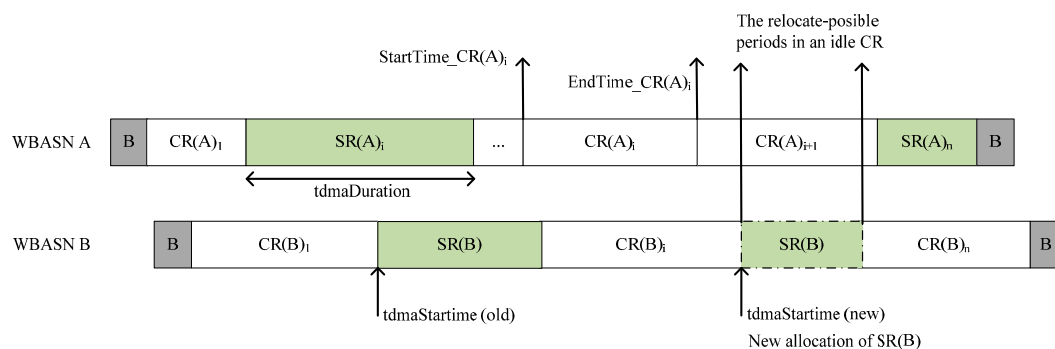 The relocate-posible
periods in an idle CR
StartTime_CR(A)i
EndTime_CR(A)i
WBASN A
B
CR(A)1
SR(A)i
...
CR(A)i
CR(A)i+1
SR(A)n
B
tdmaDuration
WBASN B
B
CR(B)1
SR(B)
CR(B)i
SR(B)
CR(B)n
B
tdmaStartime (old)
tdmaStartime (new)
New allocation of SR(B)